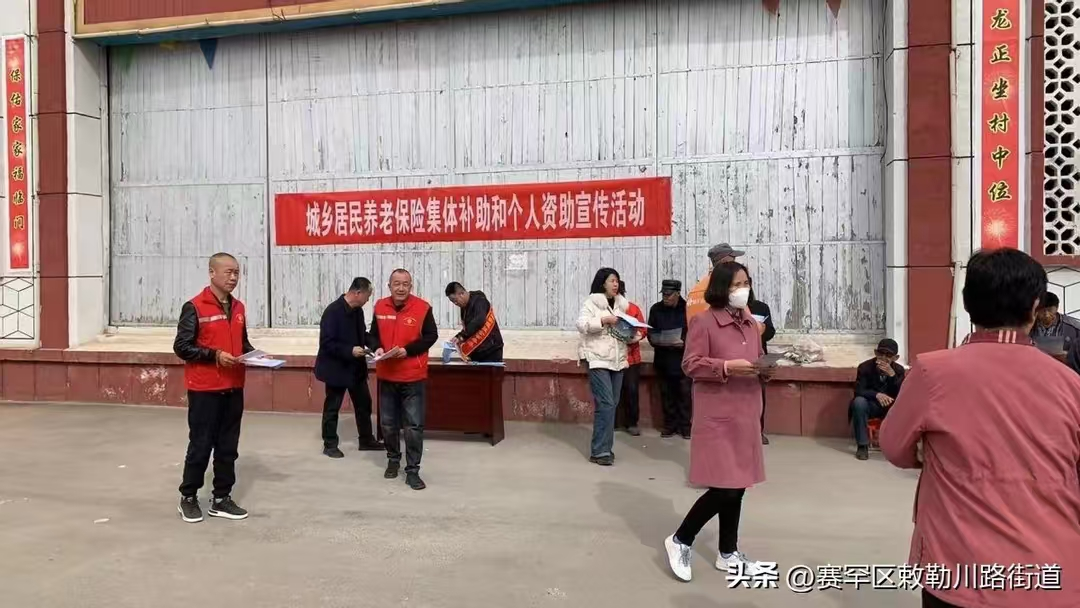 保佑家家福临门
城乡居民养老保险集体补助和个人资助宣传活动
龙正坐村中位
头条 @赛罕区敕勒川路街道